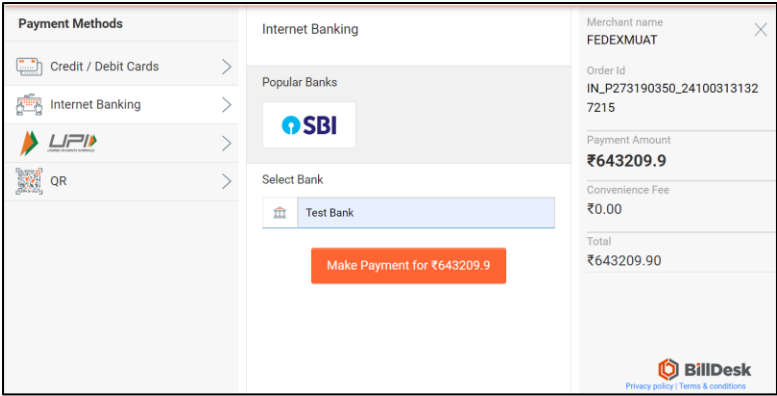 Payment Methods
Credit / Debit Cards
Internet Banking
UPI
QR
Internet Banking
Popular Banks
SBI
Select Bank
Test Bank
Make Payment for ₹643209.9
Merchant name
FEDEXMUAT
Order Id
IN_P273190350_24100313132
7215
Payment Amount
₹643209.9
Convenience Fee
₹0.00
Total
₹643209.90
BillDesk
Privacy policy | Terms & conditions